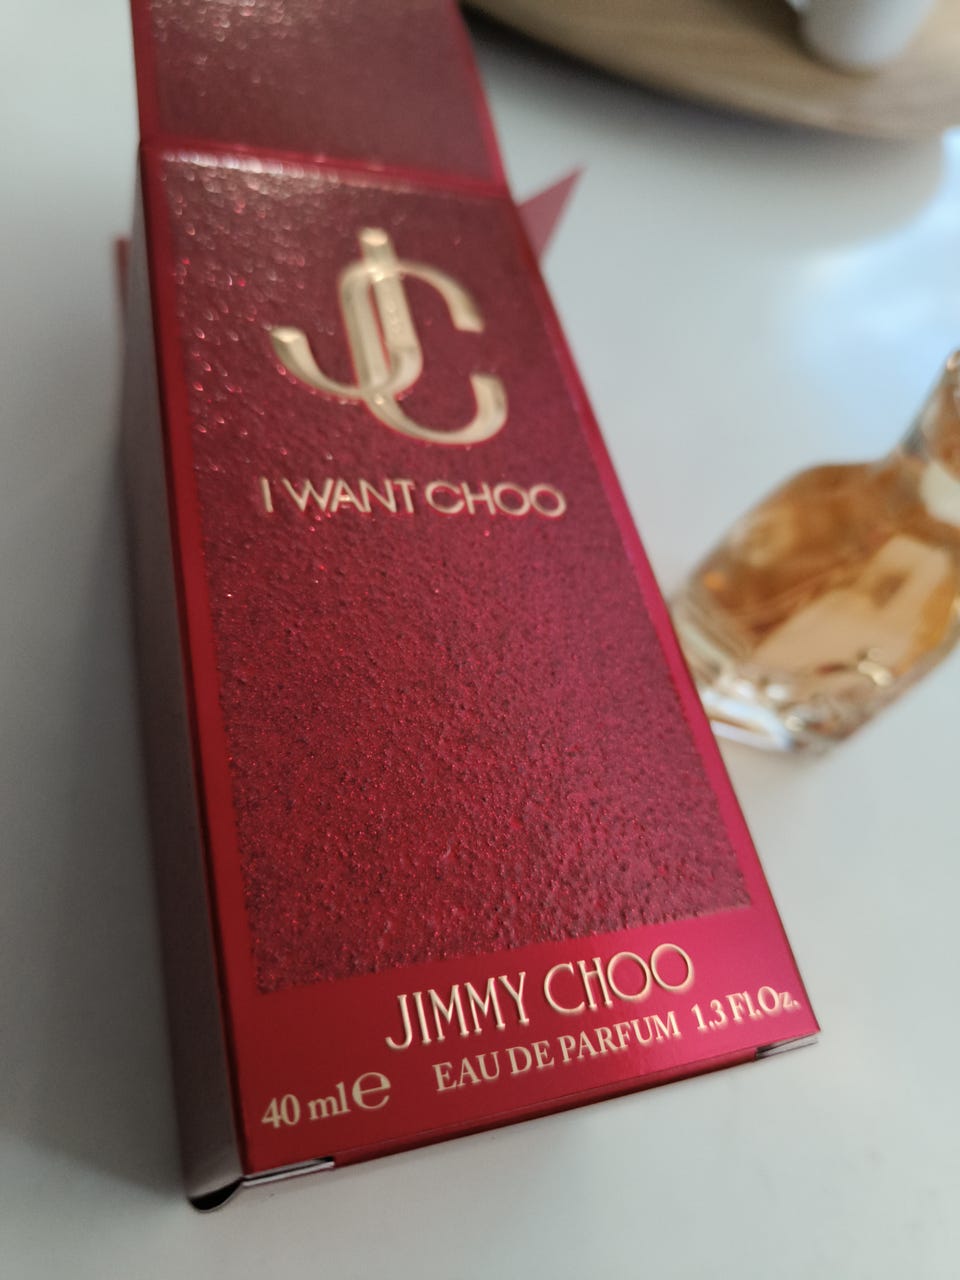 JC
I WANT CHOO
JIMMY CHOO
EAU DE PARFUM 1.3 Fl.Oz.
40 ml e